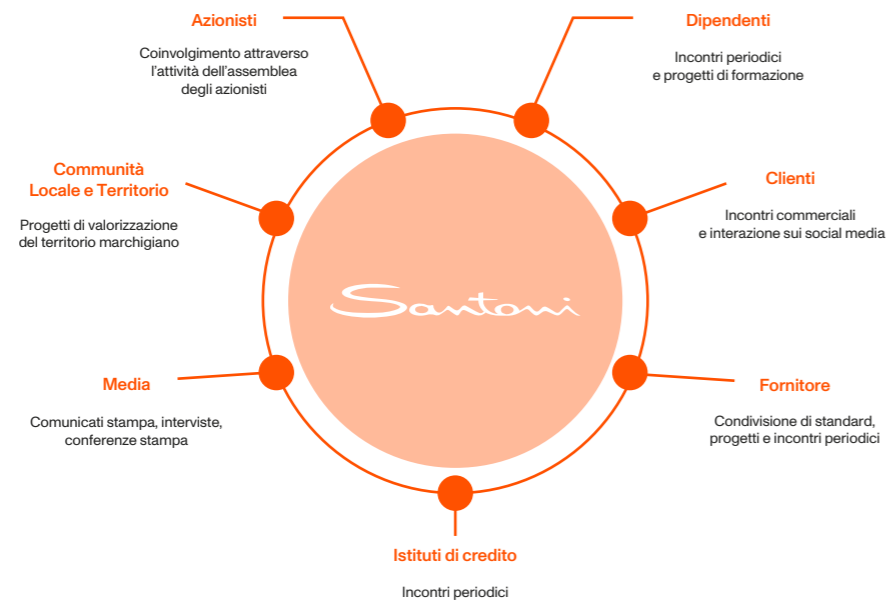 Azionisti
Coinvolgimento attraverso
l'attività dell'assemblea
degli azionisti
Dipendenti
Incontri periodici
e progetti di formazione
Communità
Locale e Territorio
Progetti di valorizzazione
del territorio marchigiano
Clienti
Incontri commerciali
e interazione sui social media
Santoni
Media
Comunicati stampa, interviste,
conferenze stampa
Fornitore
Condivisione di standard,
progetti e incontri periodici
Istituti di credito
Incontri periodici